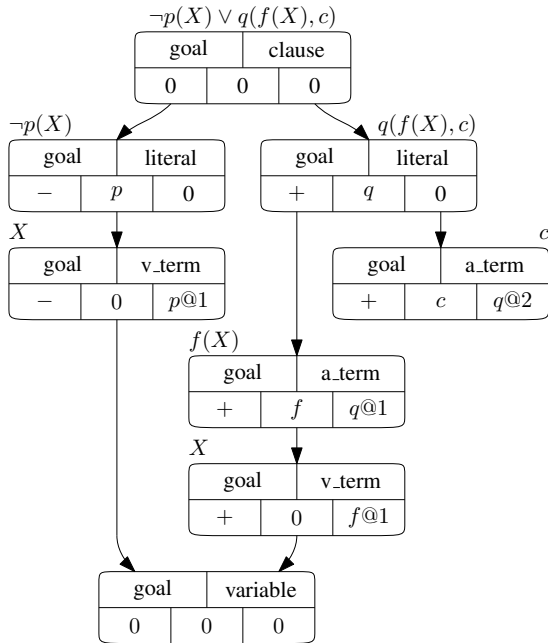 ¬p(X) ∨ q(f(X), c)
goal clause
0 0 0
¬p(X)
goal literal
− p 0
q(f(X), c)
goal literal
+ q 0
X
goal v_term
− 0 p@1
c
goal a_term
+ c q@2
f(X)
goal a_term
+ f q@1
X
goal v_term
+ 0 f@1
goal variable
0 0 0